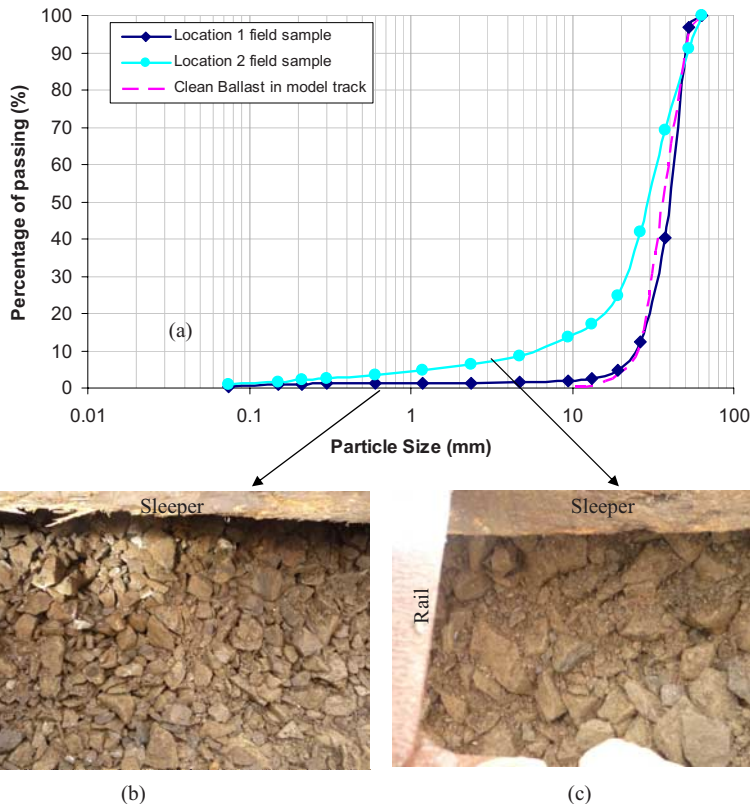 100
90
80
70
60
50
40
30
20
10
0
Percentage of passing (%)
Location 1 field sample
Location 2 field sample
Clean Ballast in model track
(a)
0.01
0.1
1
10
100
Particle Size (mm)
Sleeper
Sleeper
Rail
(b)
(c)